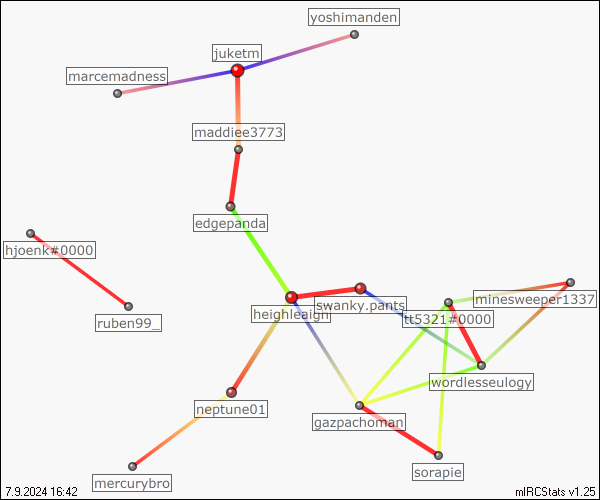 yoshimanden
juketm
marcemadness
maddiee3773
edgepanda
hjoenk#0000
minesweeper1337
swanky.pants
heighleaign
tt5321#0000
ruben99_
wordlesseulogy
neptune01
gazpachoman
sorapie
mercurybro
7.9.2024 16:42
mIRCStats v1.25